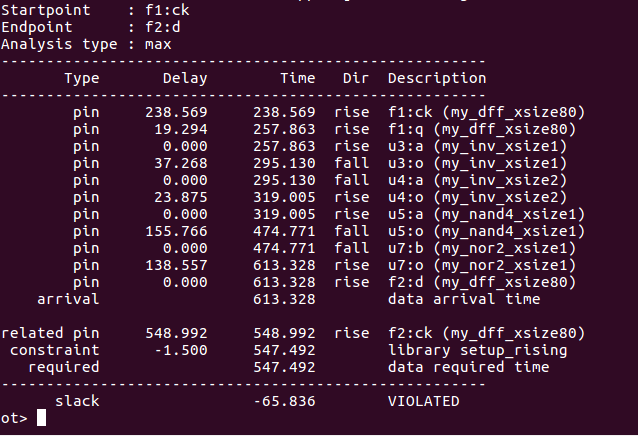 Startpoint    : f1:ck
Endpoint      : f2:d
Analysis type : max
------------------------------------------------------
       Type       Delay        Time   Dir  Description
------------------------------------------------------
        pin     238.569     238.569  rise  f1:ck (my_dff_xsize80)
        pin      19.294     257.863  rise  f1:q (my_dff_xsize80)
        pin       0.000     257.863  rise  u3:a (my_inv_xsize1)
        pin      37.268     295.130  fall  u3:o (my_inv_xsize1)
        pin       0.000     295.130  fall  u4:a (my_inv_xsize2)
        pin      23.875     319.005  rise  u4:o (my_inv_xsize2)
        pin       0.000     319.005  rise  u5:a (my_nand4_xsize1)
        pin     155.766     474.771  fall  u5:o (my_nand4_xsize1)
        pin       0.000     474.771  fall  u7:b (my_nor2_xsize1)
        pin     138.557     613.328  rise  u7:o (my_nor2_xsize1)
        pin       0.000     613.328  rise  f2:d (my_dff_xsize80)
    arrival                 613.328        data arrival time

related pin     548.992     548.992  rise  f2:ck (my_dff_xsize80)
 constraint      -1.500     547.492        library setup_rising
   required                 547.492        data required time
------------------------------------------------------
      slack                 -65.836        VIOLATED
ot>